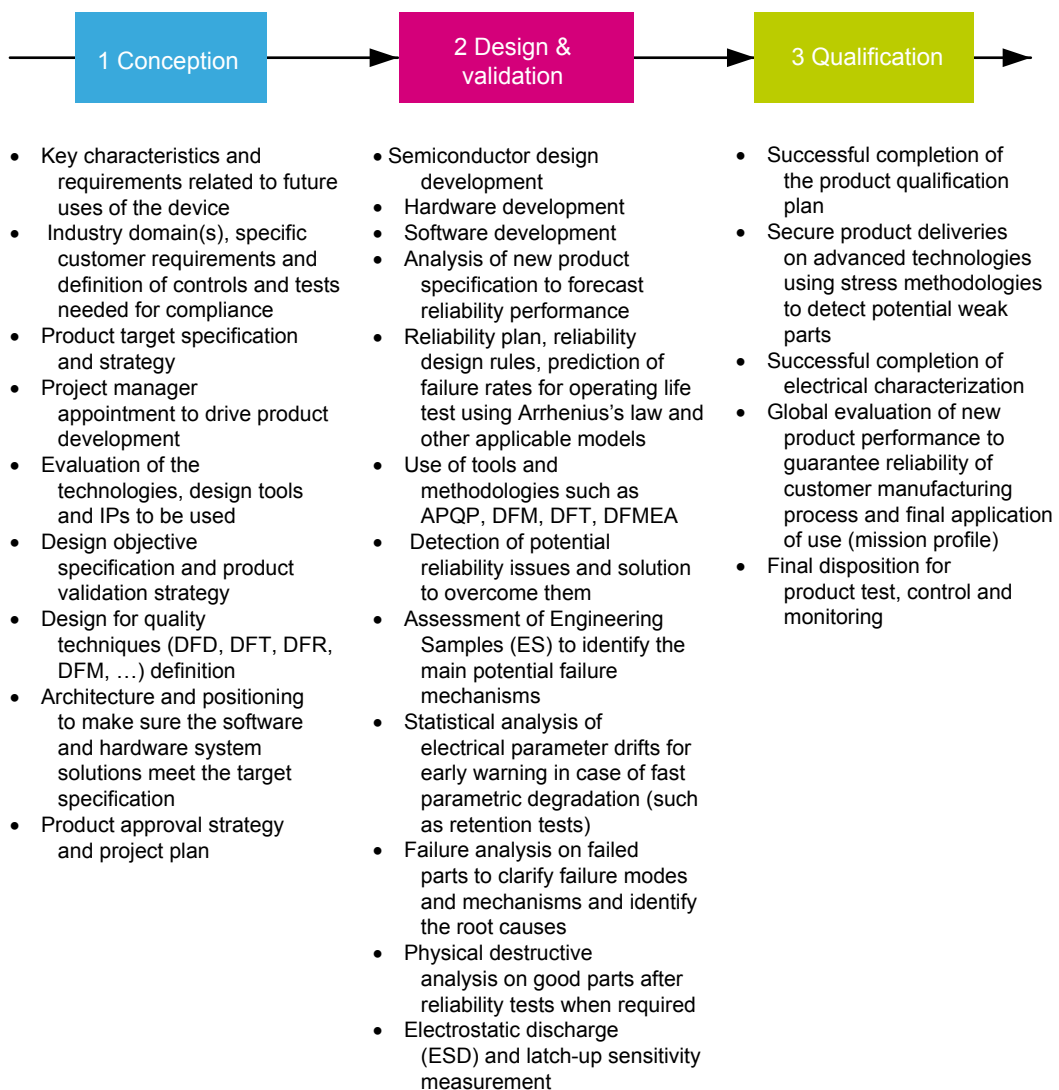 1 Conception
2 Design &
validation
3 Qualification
• Key characteristics and
requirements related to future
uses of the device
• Industry domain(s), specific
customer requirements and
definition of controls and tests
needed for compliance
• Product target specification
and strategy
• Project manager
appointment to drive product
development
• Evaluation of the
technologies, design tools
and IPs to be used
• Design objective
specification and product
validation strategy
• Design for quality
techniques (DFD, DFT, DFR,
DFM, …) definition
• Architecture and positioning
to make sure the software
and hardware system
solutions meet the target
specification
• Product approval strategy
and project plan
• Semiconductor design
development
• Hardware development
• Software development
• Analysis of new product
specification to forecast
reliability performance
• Reliability plan, reliability
design rules, prediction of
failure rates for operating life
test using Arrhenius’s law and
other applicable models
• Use of tools and
methodologies such as
APQP, DFM, DFT, DFMEA
• Detection of potential
reliability issues and solution
to overcome them
• Assessment of Engineering
Samples (ES) to identify the
main potential failure
mechanisms
• Statistical analysis of
electrical parameter drifts for
early warning in case of fast
parametric degradation (such
as retention tests)
• Failure analysis on failed
parts to clarify failure modes
and mechanisms and identify
the root causes
• Physical destructive
analysis on good parts after
reliability tests when required
• Electrostatic discharge
(ESD) and latch-up sensitivity
measurement
• Successful completion of
the product qualification
plan
• Secure product deliveries
on advanced technologies
using stress methodologies
to detect potential weak
parts
• Successful completion of
electrical characterization
• Global evaluation of new
product performance to
guarantee reliability of
customer manufacturing
process and final application
of use (mission profile)
• Final disposition for
product test, control and
monitoring